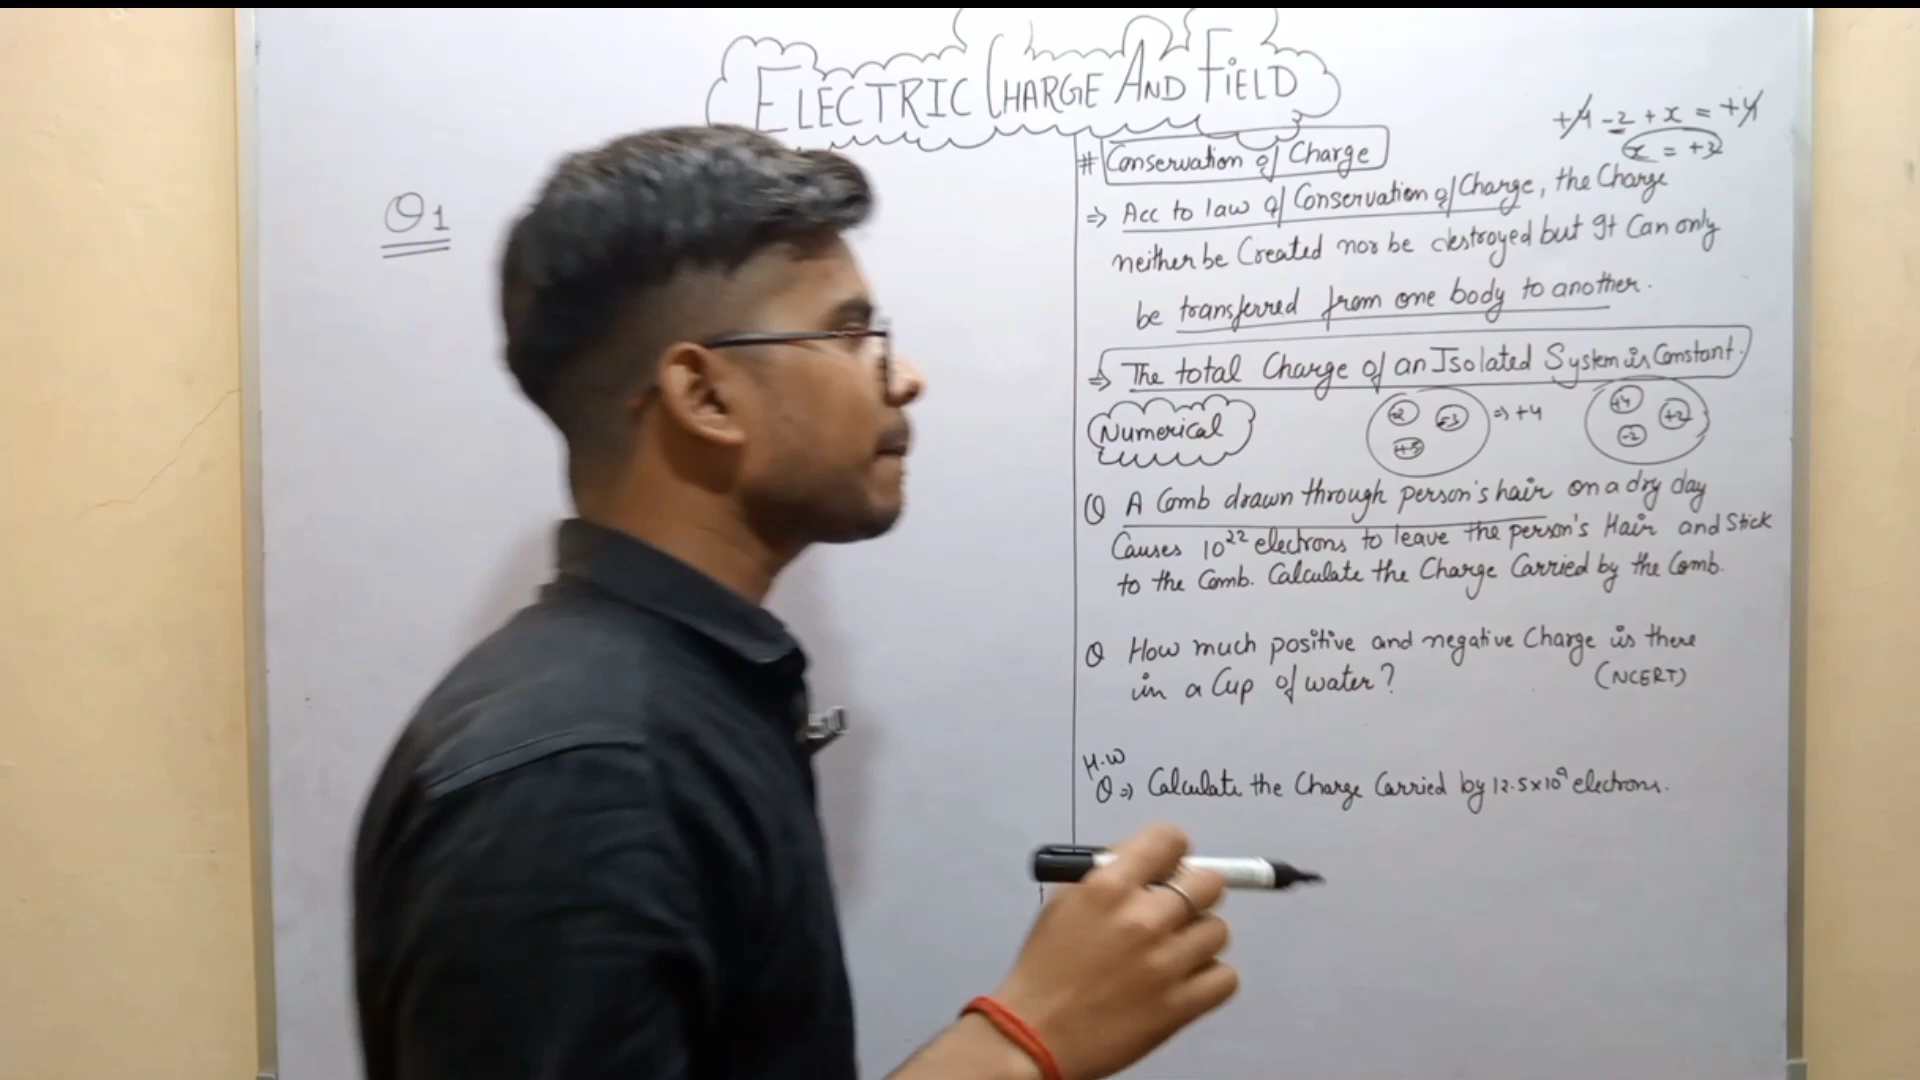 ELECTRIC CHARGE AND FIELD
+4 -2 + x = +4
x = +2
Q1
# Conservation of Charge
⇒ Acc to law of Conservation of Charge, the Charge
neither be Created nor be destroyed but It Can only
be transferred from one body to another.
⇒ The total Charge of an Isolated System is Constant.
Numerical
+5
⇒ +4
+4
+2
-2
Q A Comb drawn through person's hair on a dry day
Causes 10²² electrons to leave the person's Hair and Stick
to the Comb. Calculate the Charge Carried by the Comb.
Q How much positive and negative Charge is there
in a Cup of water? (NCERT)
H.W
Q ⇒ Calculate the Charge Carried by 12.5x10⁹ electrons.